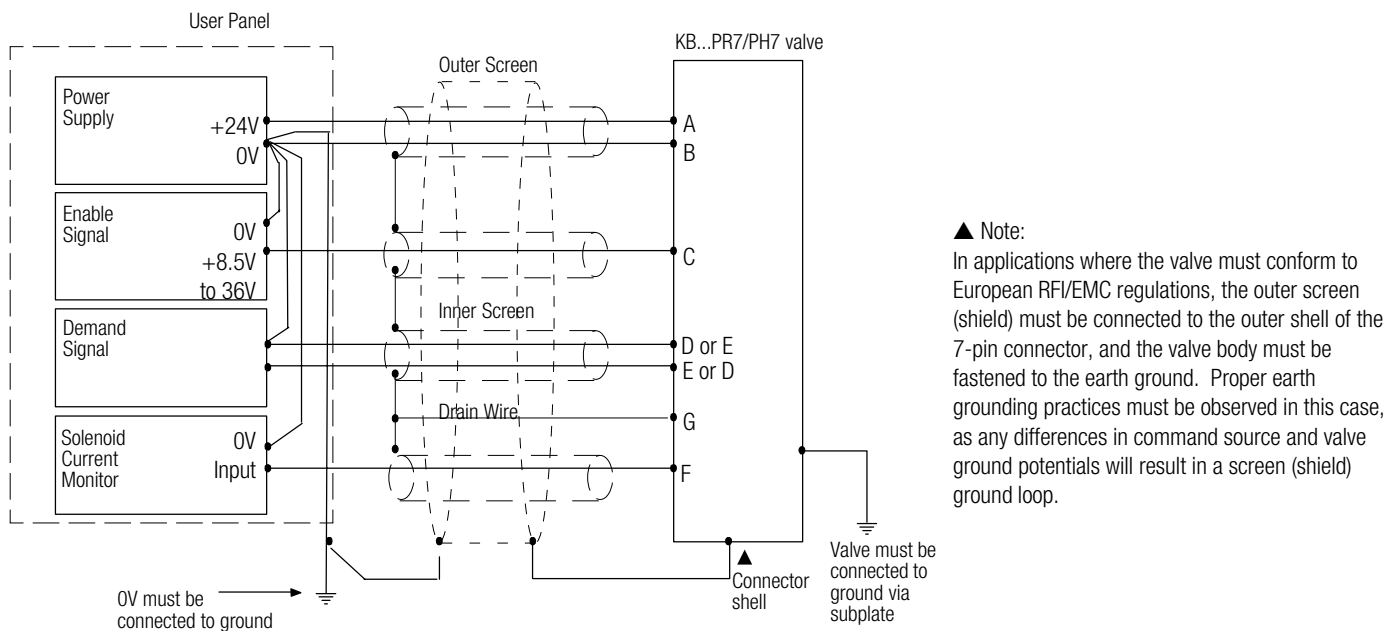 User Panel
KB...PR7/PH7 valve
Outer Screen
Power
Supply
+24V
0V
A
B
Enable
Signal
0V
+8.5V
to 36V
C
Inner Screen
Demand
Signal
D or E
E or D
Drain Wire
G
Solenoid
Current
Monitor
0V
Input
F
▲ Note:
In applications where the valve must conform to
European RFI/EMC regulations, the outer screen
(shield) must be connected to the outer shell of the
7-pin connector, and the valve body must be
fastened to the earth ground. Proper earth
grounding practices must be observed in this case,
as any differences in command source and valve
ground potentials will result in a screen (shield)
ground loop.
▲
Connector
shell
Valve must be
connected to
ground via
subplate
0V must be
connected to ground